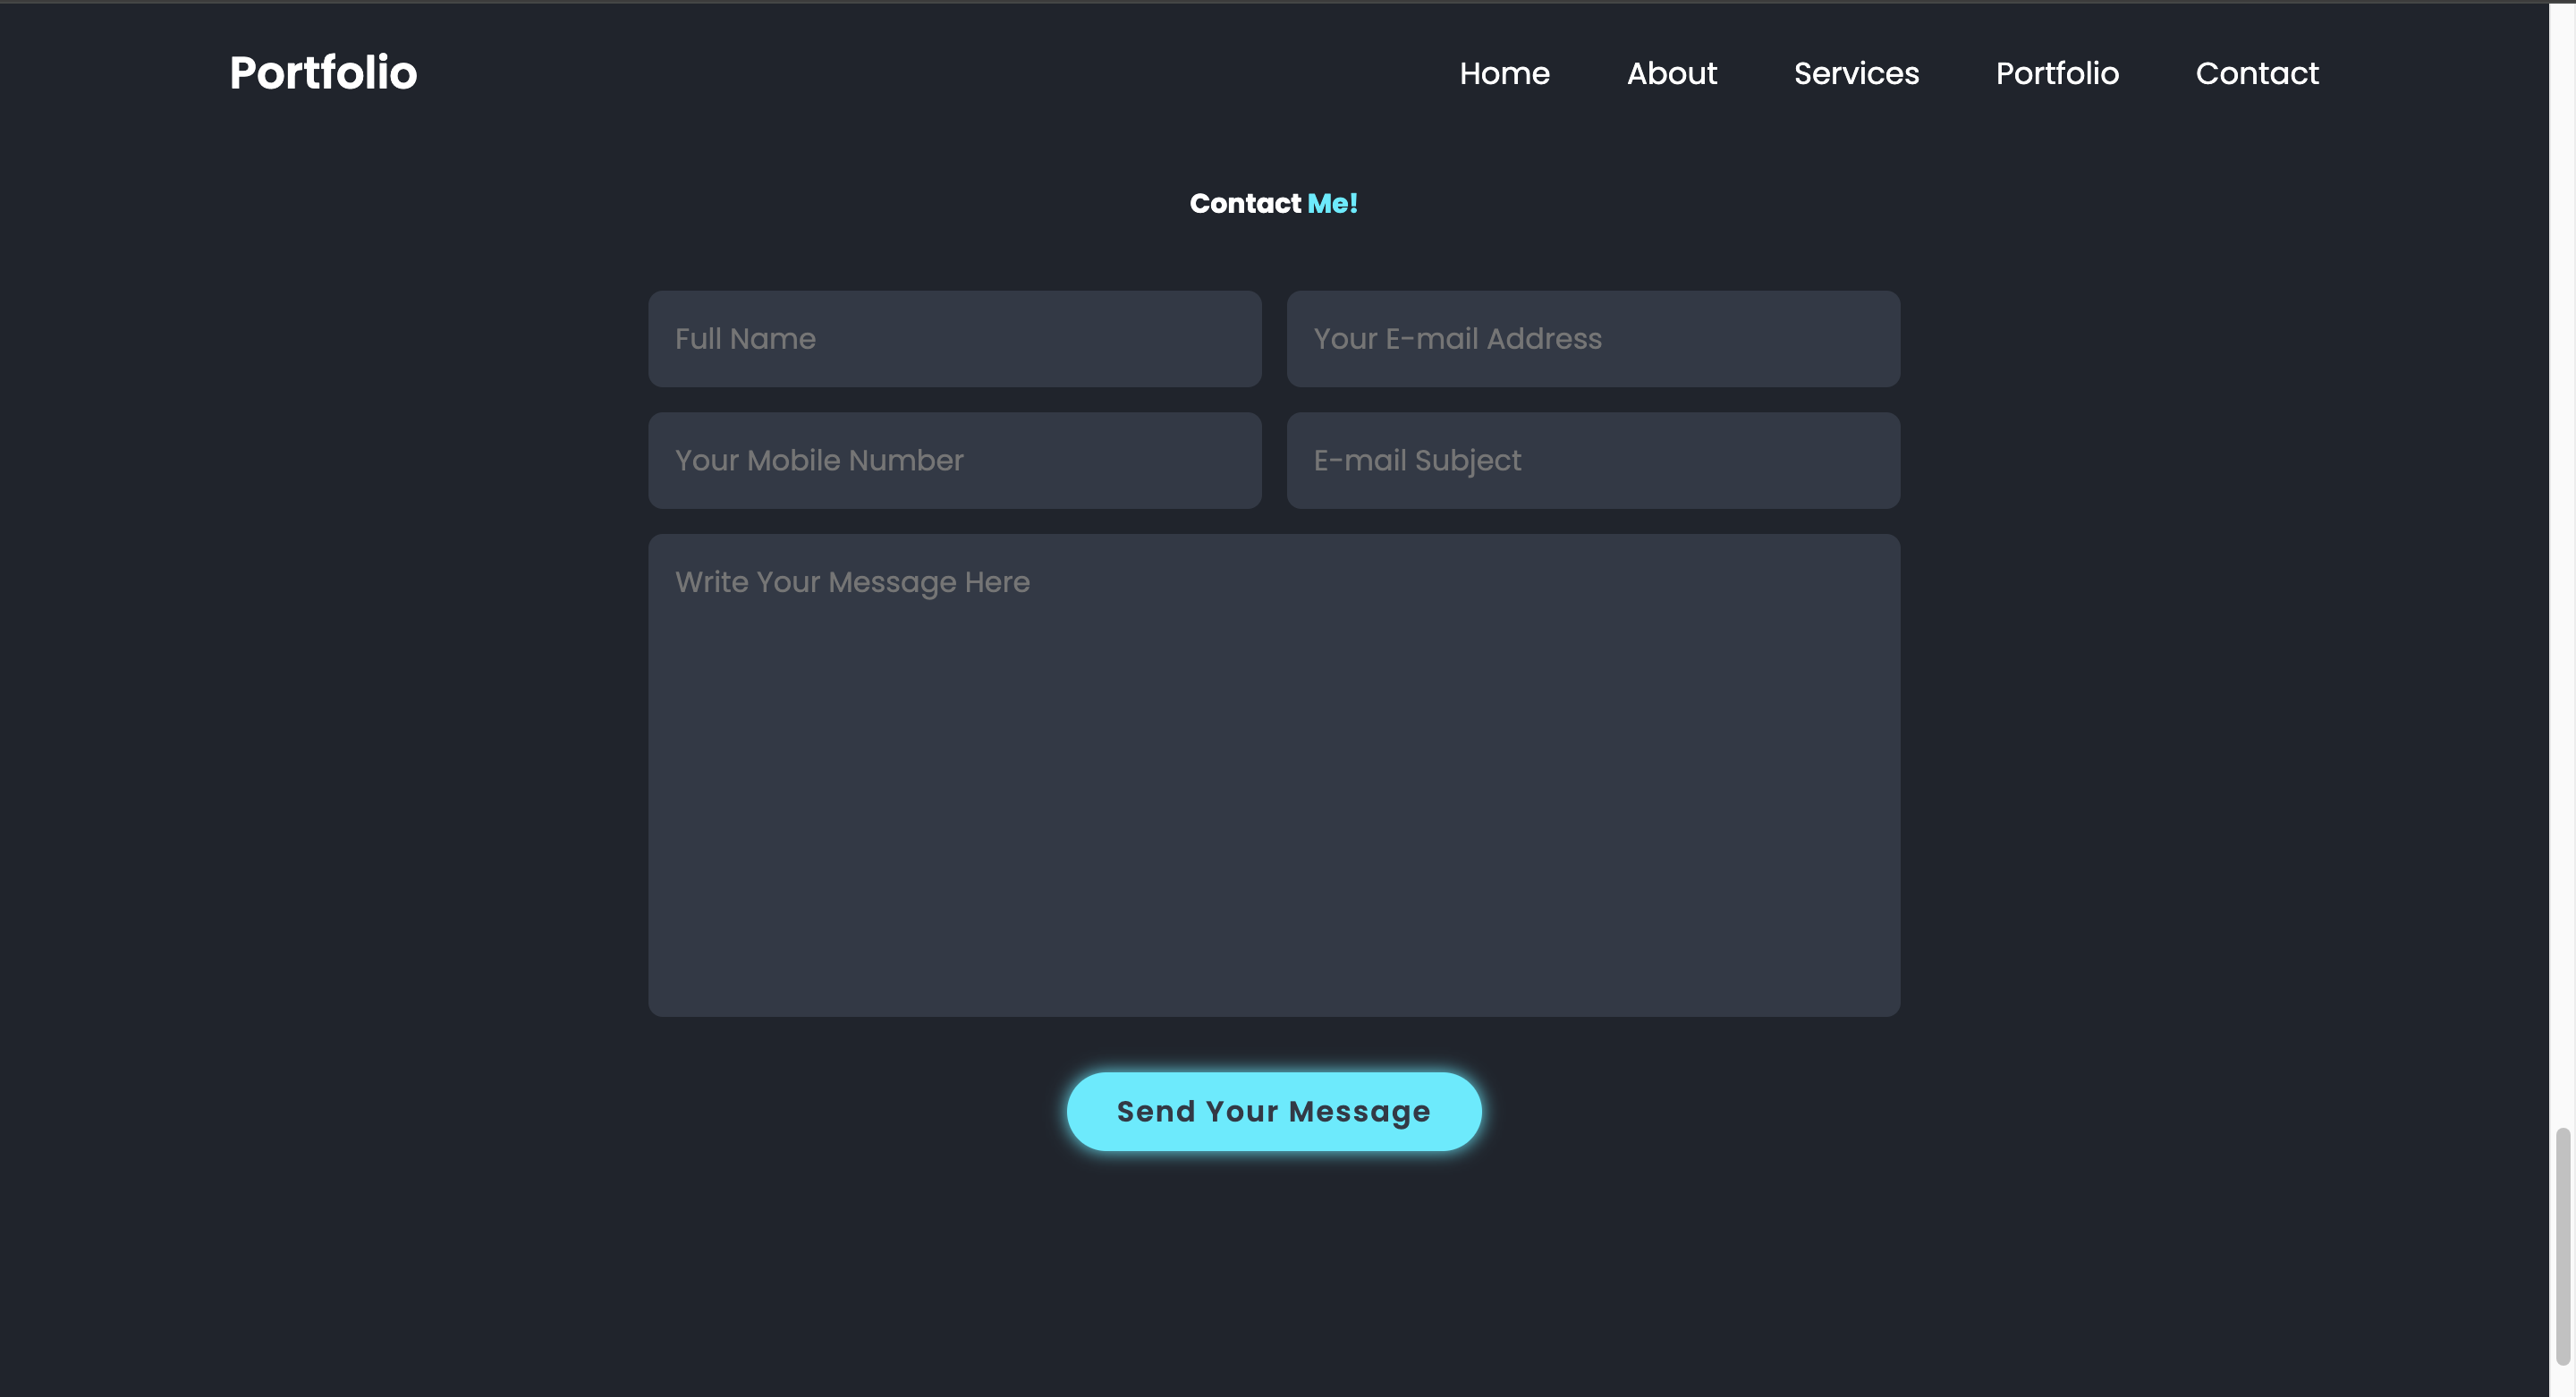 Portfolio
Home About Services Portfolio Contact
Contact Me!
Full Name
Your E-mail Address
Your Mobile Number
E-mail Subject
Write Your Message Here
Send Your Message